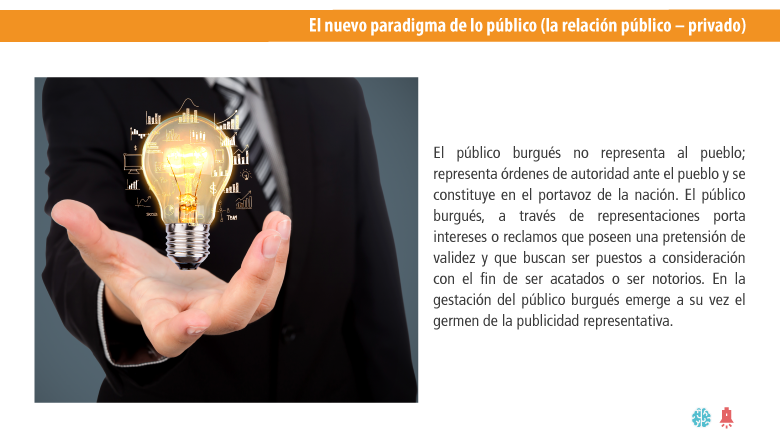 El nuevo paradigma de lo público (la relación público – privado)
El público burgués no representa al pueblo;
representa órdenes de autoridad ante el pueblo y se
constituye en el portavoz de la nación. El público
burgués, a través de representaciones porta
intereses o reclamos que poseen una pretensión de
validez y que buscan ser puestos a consideración
con el fin de ser acatados o ser notorios. En la
gestación del público burgués emerge a su vez el
germen de la publicidad representativa.
TEAM